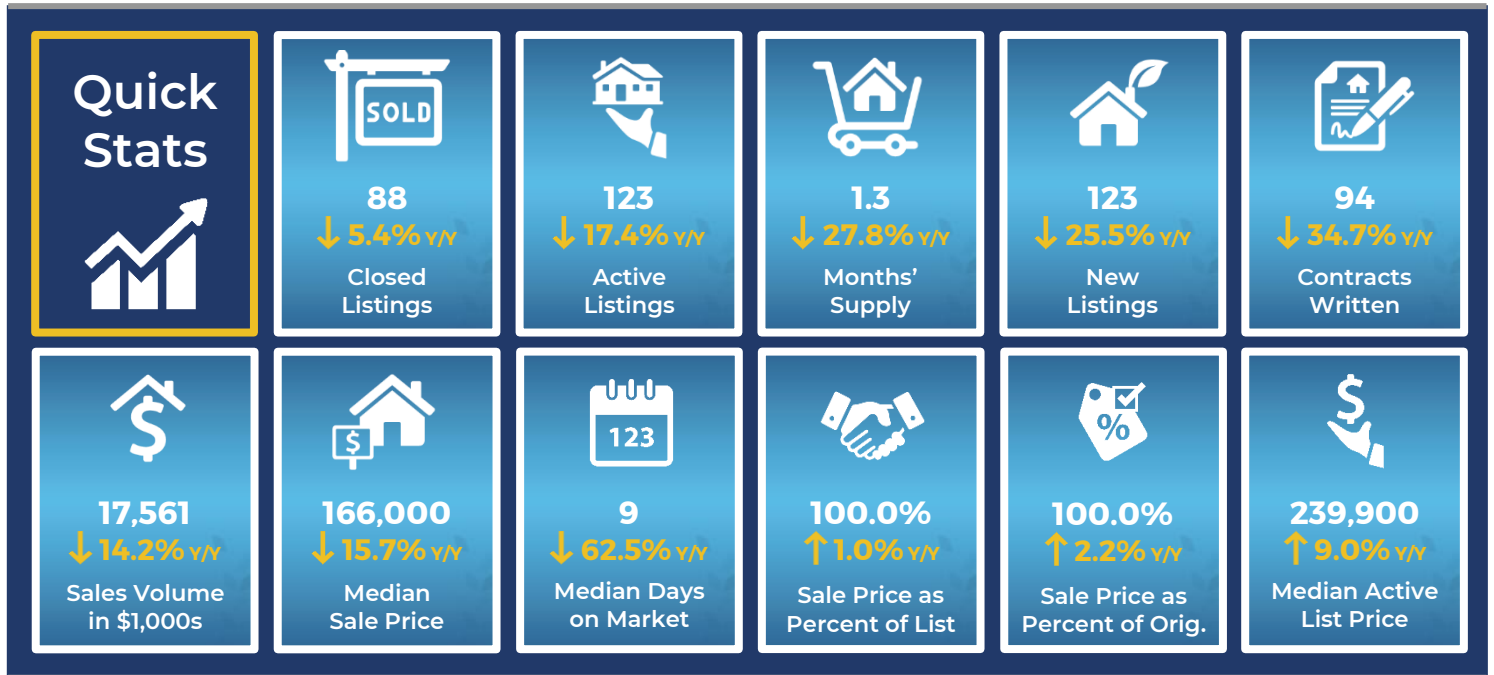 Quick
Stats
SOLD
88
↓ 5.4% Y/Y
Closed
Listings
123
↓ 17.4% Y/Y
Active
Listings
1.3
↓ 27.8% Y/Y
Months’
Supply
123
↓ 25.5% Y/Y
New
Listings
94
↓ 34.7% Y/Y
Contracts
Written
$
17,561
↓ 14.2% Y/Y
Sales Volume
in $1,000s
$
166,000
↓ 15.7% Y/Y
Median
Sale Price
123
9
↓ 62.5% Y/Y
Median Days
on Market
100.0%
↑ 1.0% Y/Y
Sale Price as
Percent of List
%
100.0%
↑ 2.2% Y/Y
Sale Price as
Percent of Orig.
$
239,900
↑ 9.0% Y/Y
Median Active
List Price